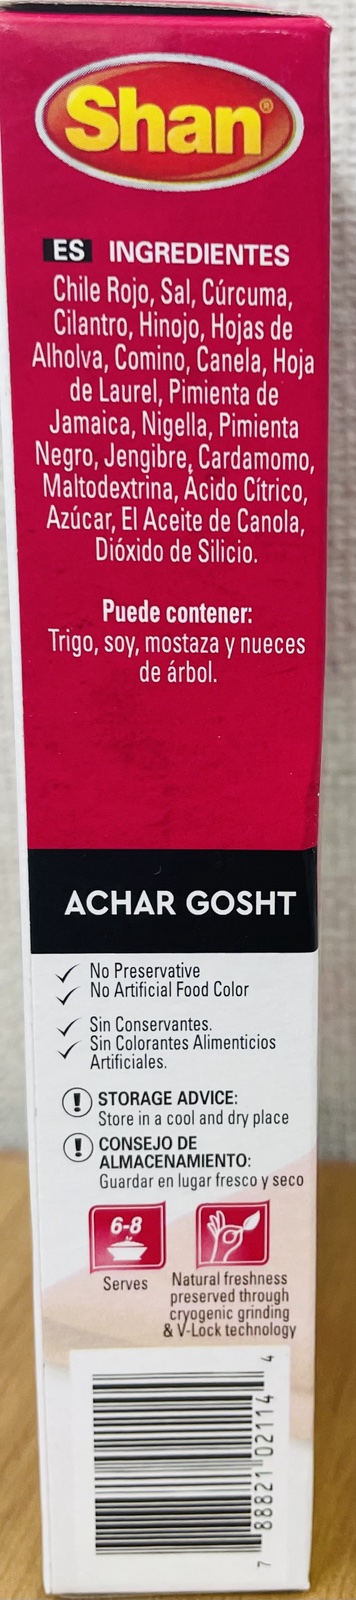 Shan®
ES INGREDIENTES
Chile Rojo, Sal, Cúrcuma,
Cilantro, Hinojo, Hojas de
Alholva, Comino, Canela, Hoja
de Laurel, Pimienta de
Jamaica, Nigella, Pimienta
Negro, Jengibre, Cardamomo,
Maltodextrina, Ácido Cítrico,
Azúcar, El Aceite de Canola,
Dióxido de Silicio.
Puede contener:
Trigo, soy, mostaza y nueces
de árbol.
ACHAR GOSHT
No Preservative
No Artificial Food Color
Sin Conservantes.
Sin Colorantes Alimenticios
Artificiales.
STORAGE ADVICE:
Store in a cool and dry place
CONSEJO DE
ALMACENAMIENTO:
Guardar en lugar fresco y seco
6-8
Serves
Natural freshness
preserved through
cryogenic grinding
& V-Lock technology
7 88821 02114 4